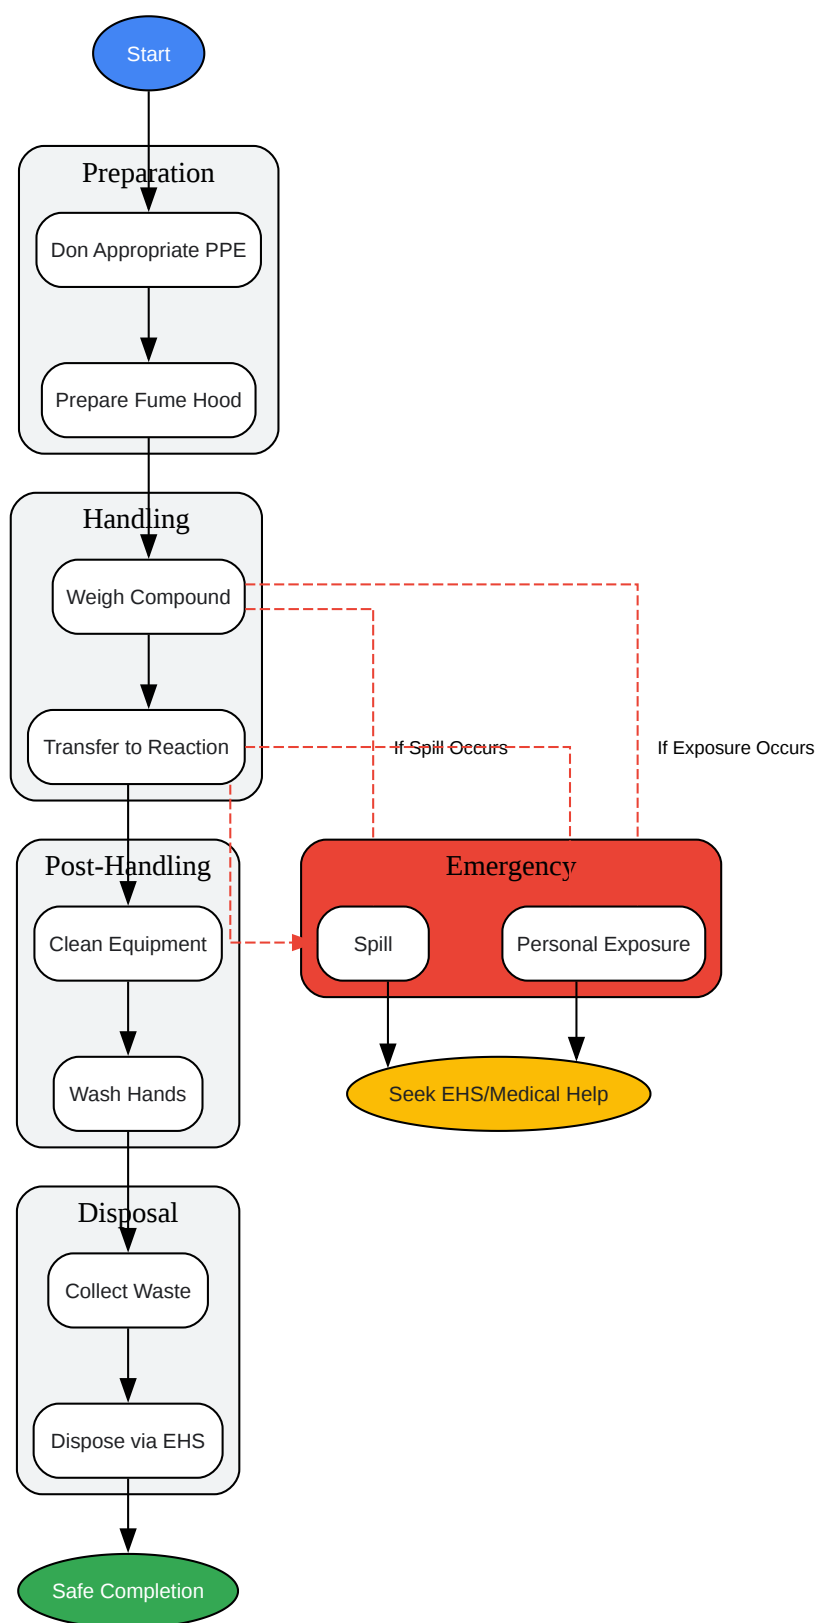 Start
Preparation
Don Appropriate PPE
Prepare Fume Hood
Handling
Weigh Compound
Transfer to Reaction
If Spill Occurs
If Exposure Occurs
Post-Handling
Emergency
Clean Equipment
Spill
Personal Exposure
Wash Hands
Seek EHS/Medical Help
Disposal
Collect Waste
Dispose via EHS
Safe Completion